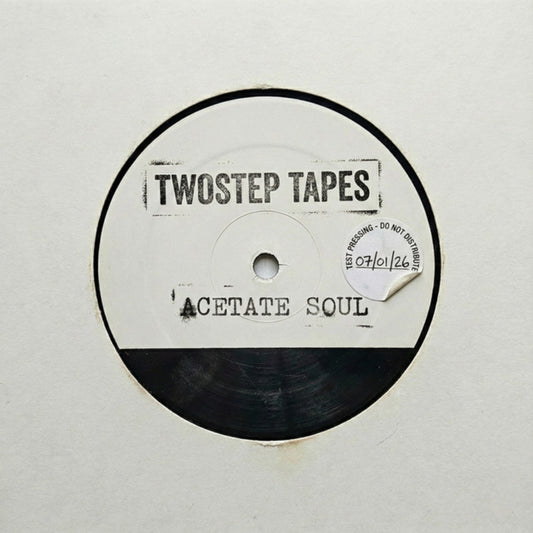 TWOSTEP TAPES
TEST PRESSING - DO NOT DISTRIBUTE
07/01/26
ACETATE SOUL